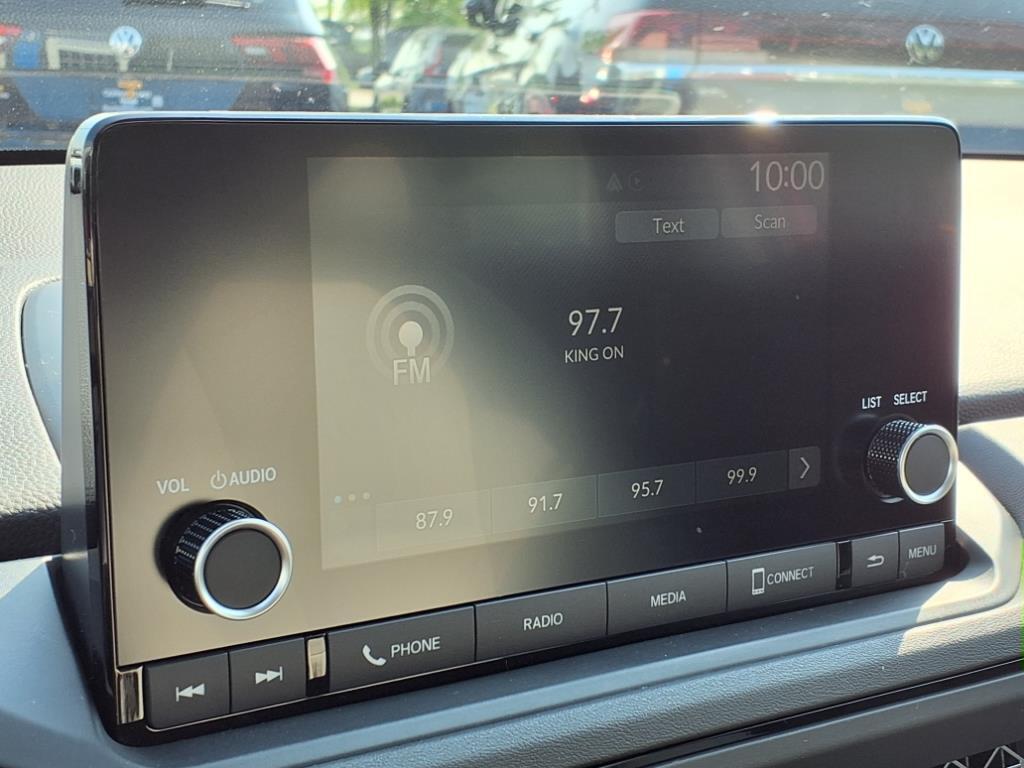 10:00
Text Scan
97.7
KING ON
FM
LIST SELECT
VOL AUDIO
87.9 91.7 95.7 99.9
PHONE RADIO MEDIA CONNECT MENU